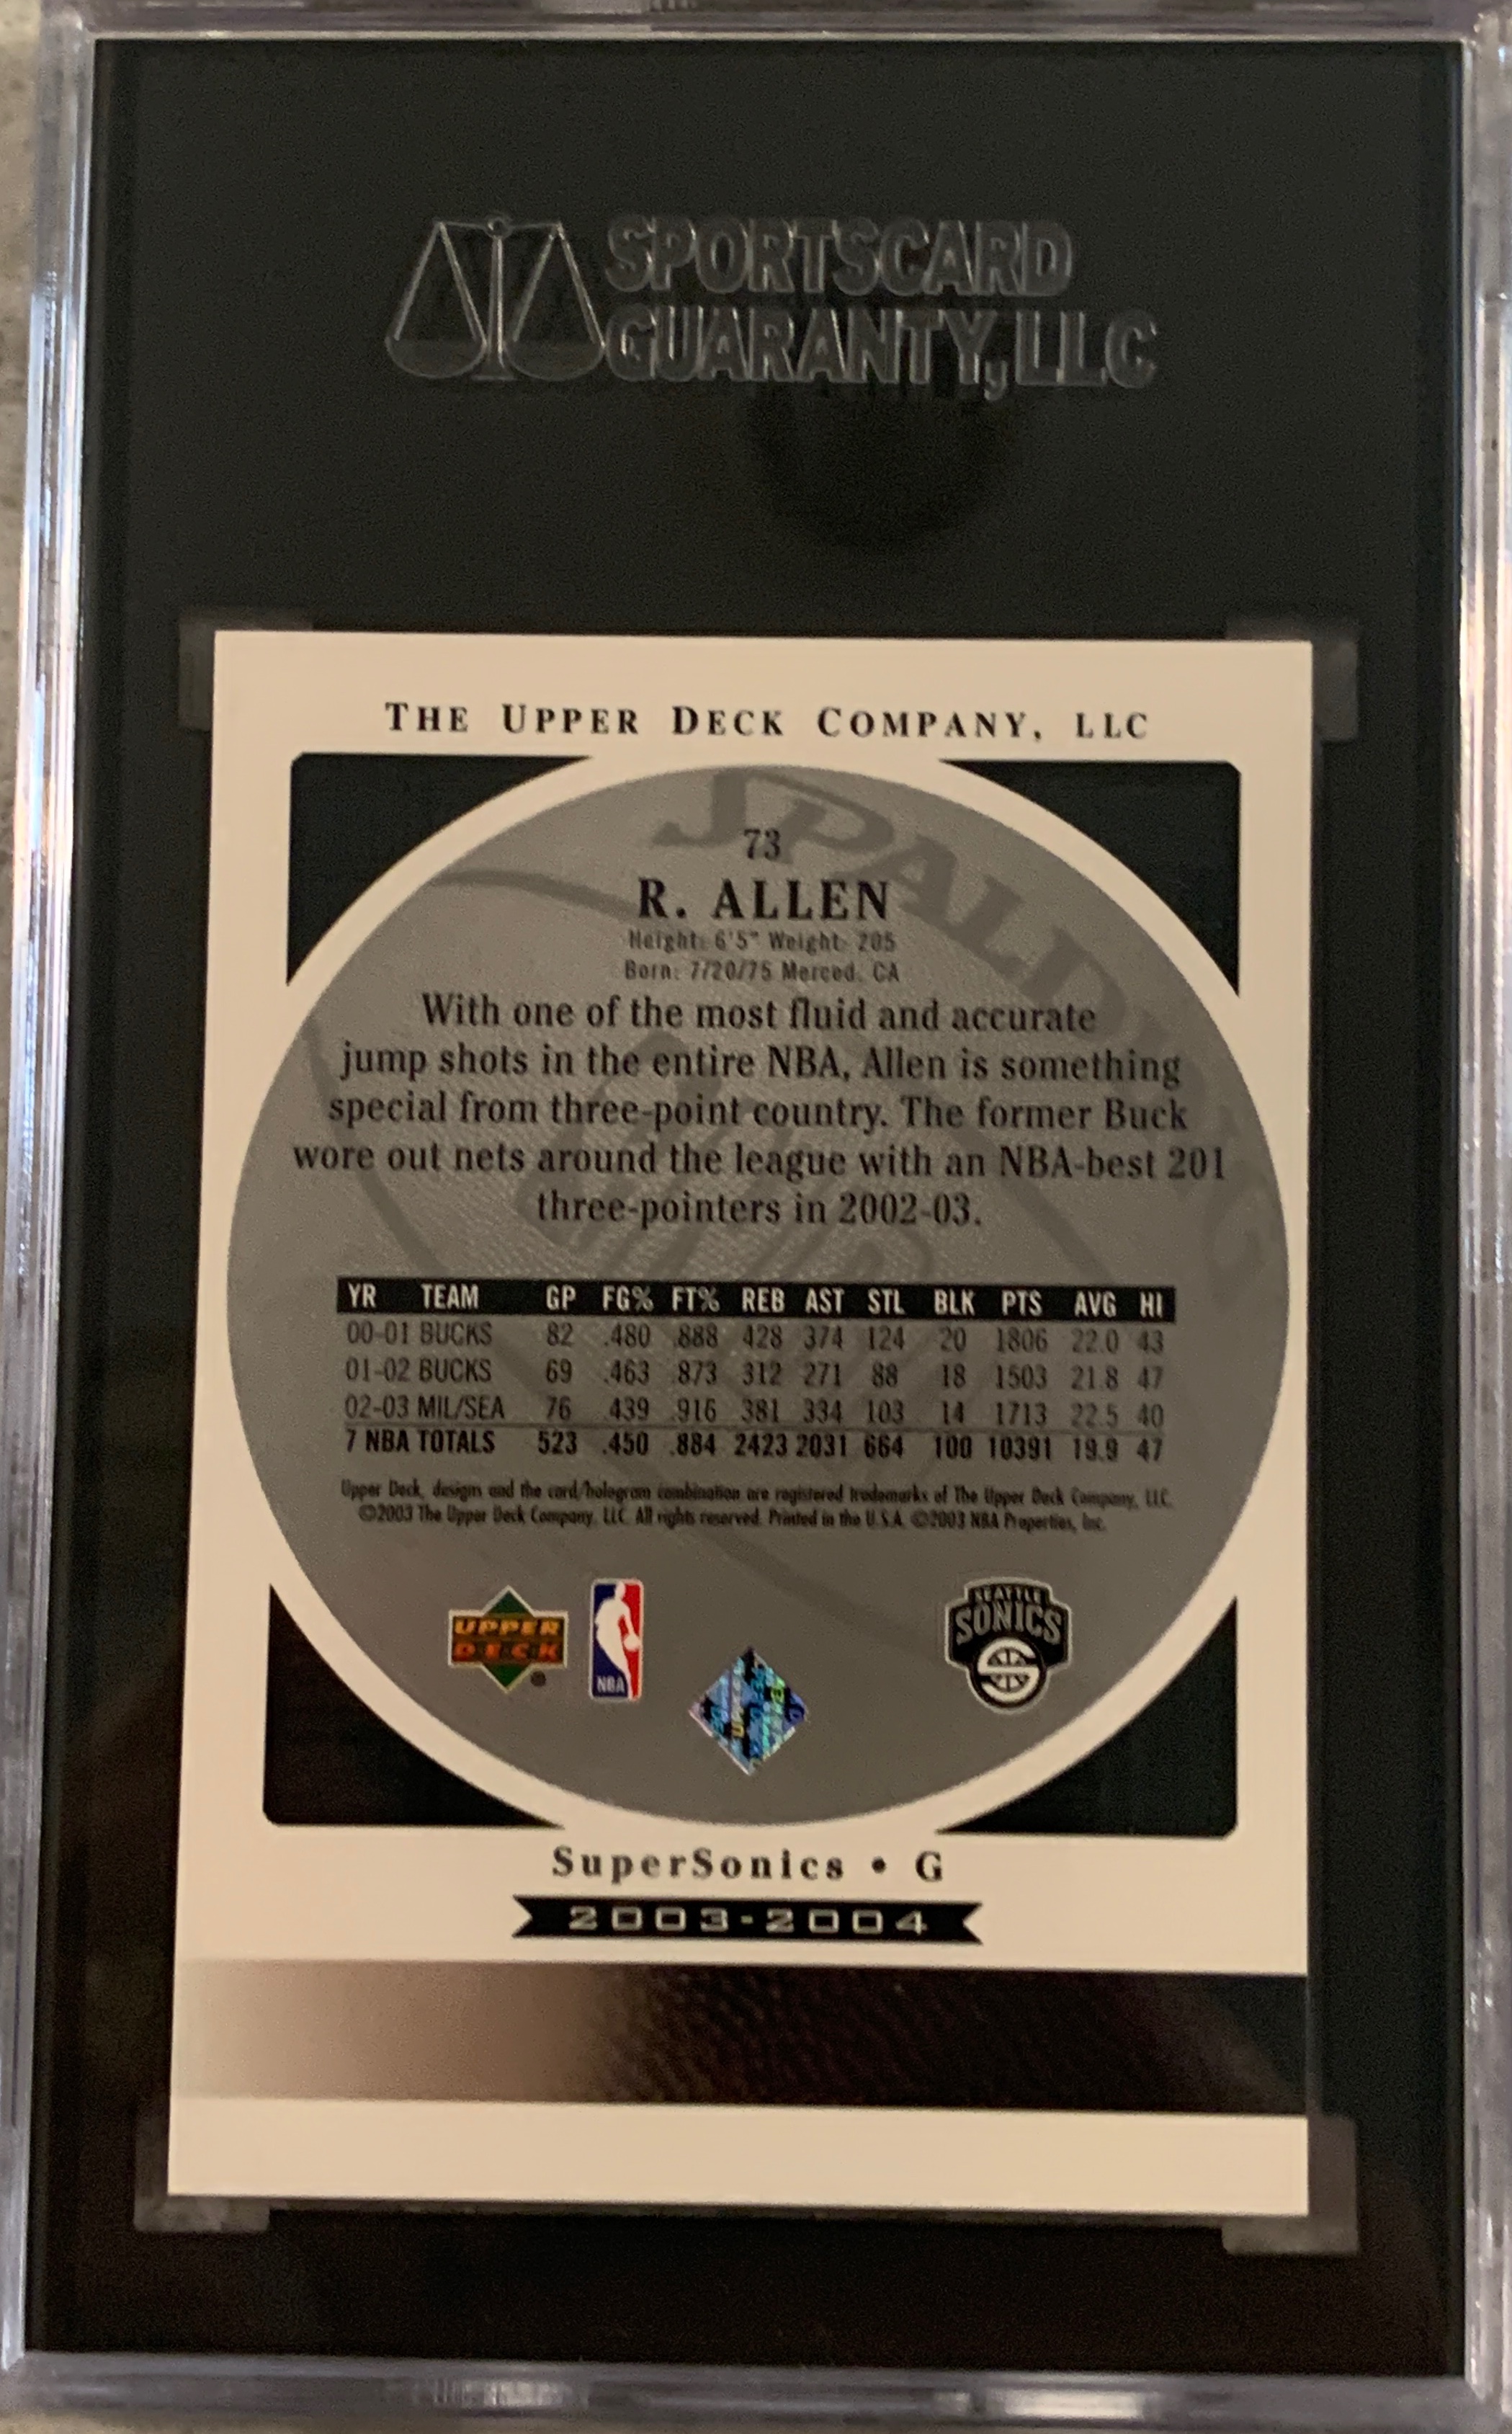 SPORTSCARD
GUARANTY, LLC
THE UPPER DECK COMPANY, LLC
SPALDING
73
R. ALLEN
Height: 6'5" Weight: 205
Born: 7/20/75 Merced, CA
With one of the most fluid and accurate
jump shots in the entire NBA, Allen is something
special from three-point country. The former Buck
wore out nets around the league with an NBA-best 201
three-pointers in 2002-03.
YR TEAM GP FG% FT% REB AST STL BLK PTS AVG HI
00-01 BUCKS 82 .480 .888 428 374 124 20 1806 22.0 43
01-02 BUCKS 69 .463 .873 312 271 88 18 1503 21.8 47
02-03 MIL/SEA 76 .439 .916 381 334 103 14 1713 22.5 40
7 NBA TOTALS 523 .450 .884 2423 2031 664 100 10391 19.9 47
Upper Deck, designs and the card/hologram combination are registered trademarks of The Upper Deck Company, LLC.
©2003 The Upper Deck Company, LLC. All rights reserved. Printed in the U.S.A. ©2003 NBA Properties, Inc.
UPPER
DECK
NBA
SEATTLE
SONICS
SuperSonics • G
2003-2004